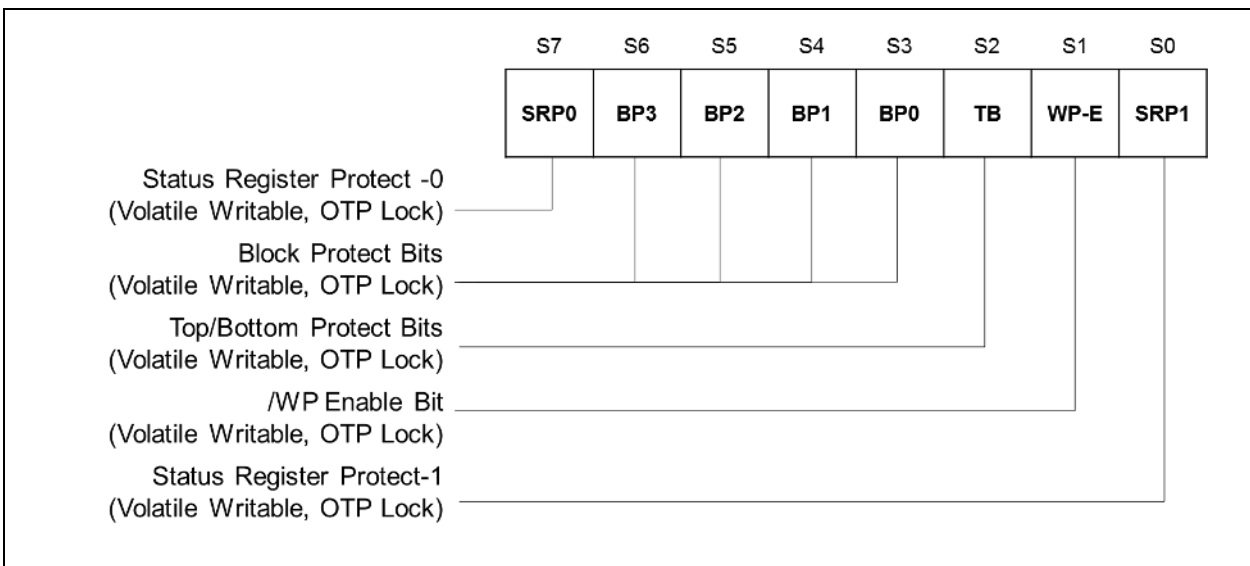 S7 S6 S5 S4 S3 S2 S1 S0
SRP0 BP3 BP2 BP1 BP0 TB WP-E SRP1
Status Register Protect -0
(Volatile Writable, OTP Lock)
Block Protect Bits
(Volatile Writable, OTP Lock)
Top/Bottom Protect Bits
(Volatile Writable, OTP Lock)
/WP Enable Bit
(Volatile Writable, OTP Lock)
Status Register Protect-1
(Volatile Writable, OTP Lock)